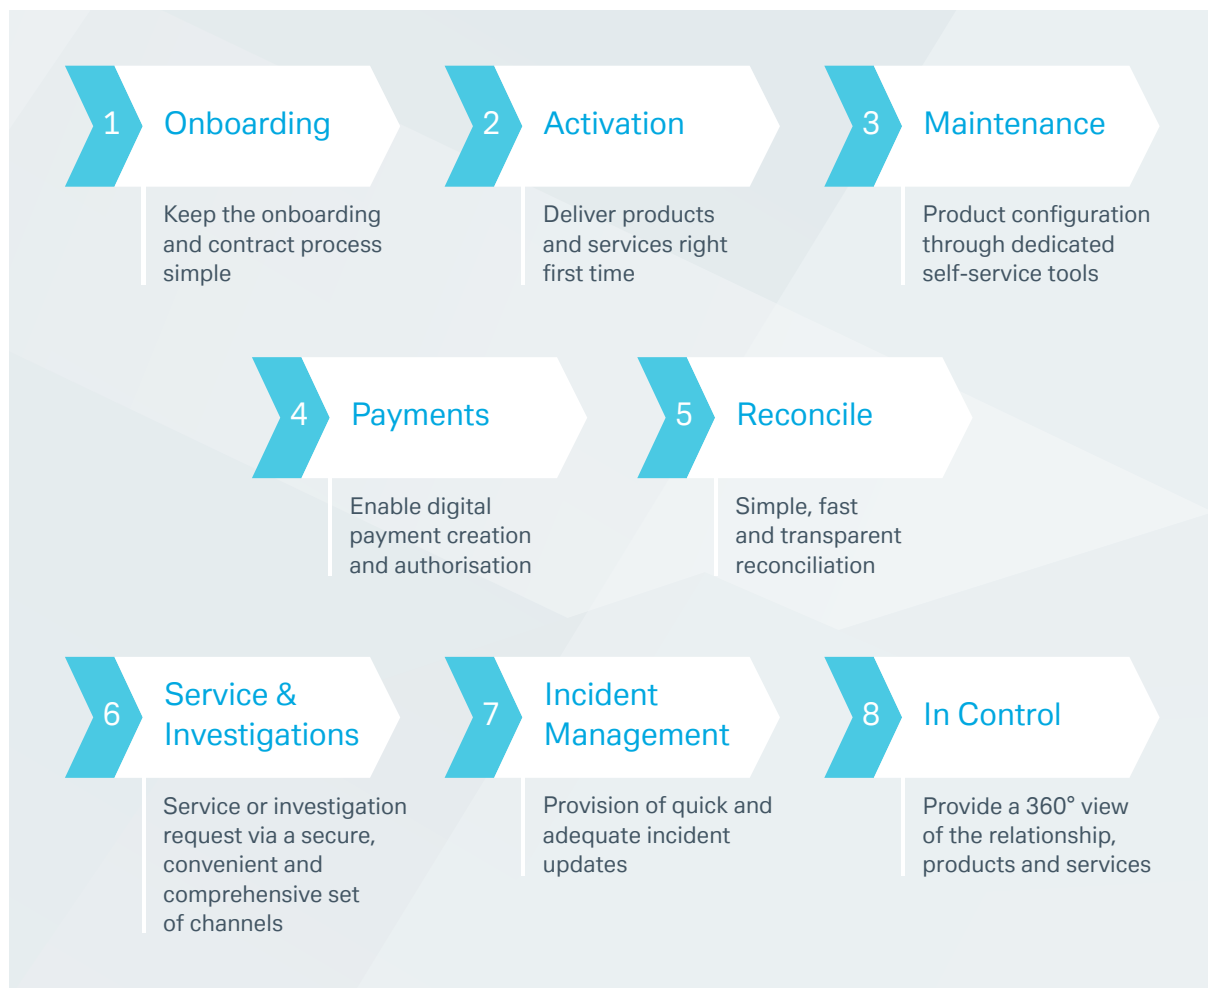 1
Onboarding
Keep the onboarding
and contract process
simple
2
Activation
Deliver products
and services right
first time
3
Maintenance
Product configuration
through dedicated
self-service tools
4
Payments
Enable digital
payment creation
and authorisation
5
Reconcile
Simple, fast
and transparent
reconciliation
6
Service &
Investigations
Service or investigation
request via a secure,
convenient and
comprehensive set
of channels
7
Incident
Management
Provision of quick and
adequate incident
updates
8
In Control
Provide a 360° view
of the relationship,
products and services